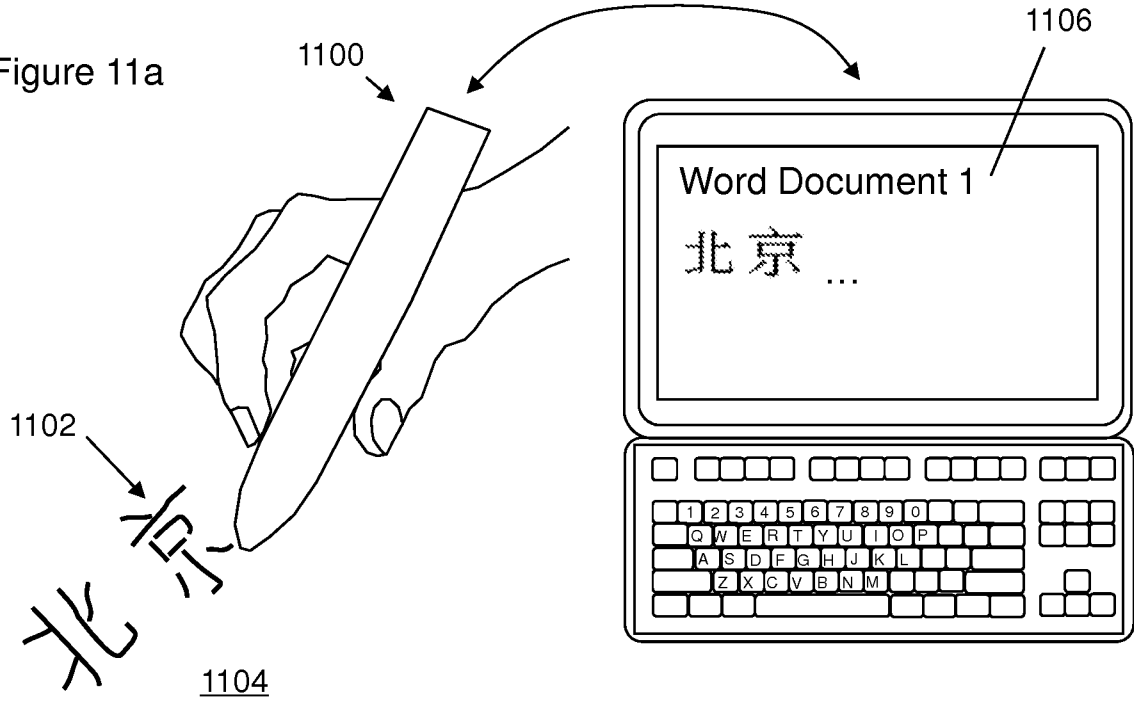 Figure 11a
1100
1106
Word Document 1
北京 ...
1102
京
北
1104
1 2 3 4 5 6 7 8 9 0
Q W E R T Y U I O P
A S D F G H J K L
Z X C V B N M